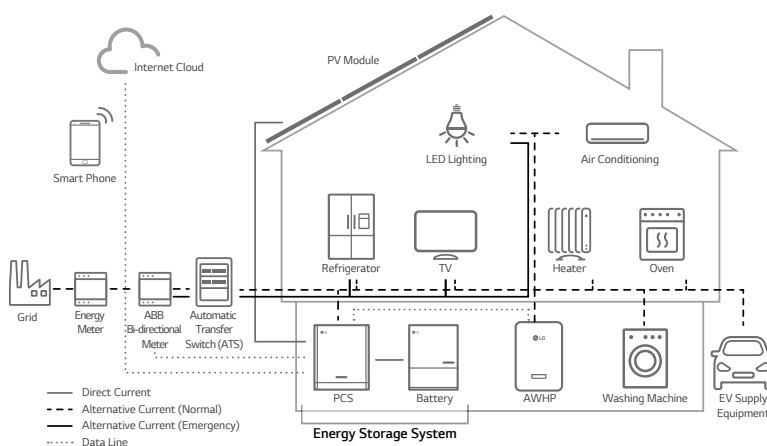 Internet Cloud
PV Module
LED Lighting
Air Conditioning
Smart Phone
Refrigerator
TV
Heater
Oven
Grid
Energy
Meter
ABB
Bi-directional
Meter
Automatic
Transfer
Switch (ATS)
LG
PCS
Battery
AWHP
Washing Machine
EV Supply
Equipment
Direct Current
Alternative Current (Normal)
Alternative Current (Emergency)
Data Line
Energy Storage System